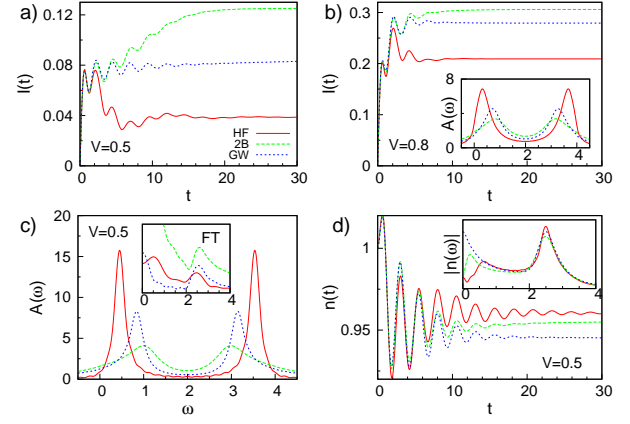 a)
0.12
0.08
0.04
I(t)
V=0.5
HF
2B
GW
0 10 20 30
t
b)
0.3
0.2
0.1
0
I(t)
V=0.8
8
4
0
A(ω)
0 2 4
0 10 20 30
t
c)
20
15
10
5
0
A(ω)
V=0.5
FT
0 2 4
0 1 2 3 4
ω
d)
1
0.95
n(t)
|n(ω)|
0 2 4
V=0.5
0 10 20 30
t